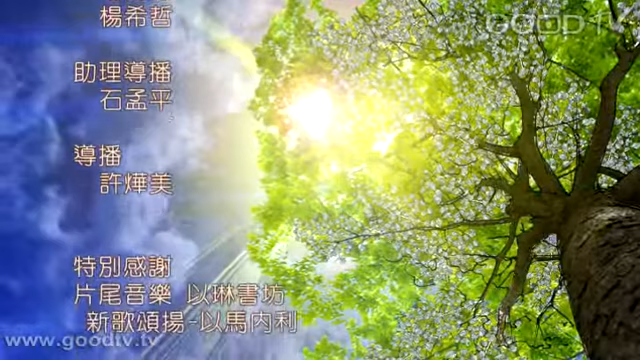 GOOD TV
楊希哲
助理導播
石孟平
導播
許燁美
特別感謝
片尾音樂 以琳書坊
新歌頌揚-以馬內利
www.goodtv.tv